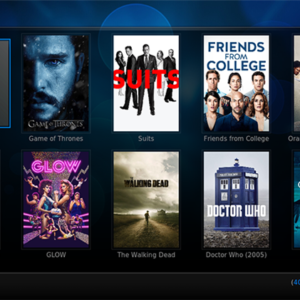 GAME OF THRONES
SUITS
FRIENDS
FROM
COLLEGE
Game of Thrones
Suits
Friends from College
GLOW
THE WALKING DEAD
DOCTOR WHO
GLOW
The Walking Dead
Doctor Who (2005)